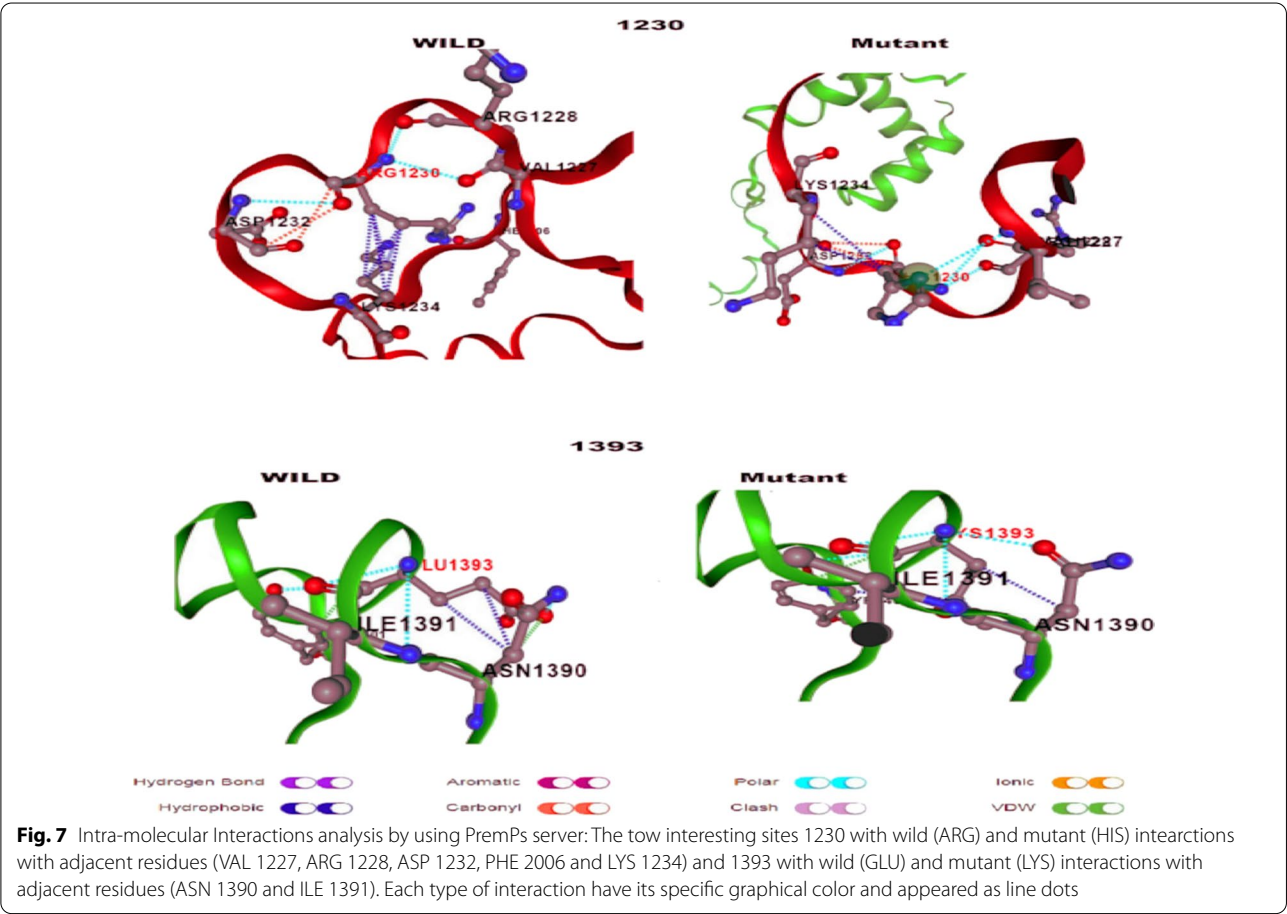 1230
WILD
Mutant
ARG1228
VAL1227
RG1230
ASP1232
LYS1234
LYS1234
1230
1393
WILD
Mutant
LU1393
ILE1391
ASN1390
YS1393
ILE1391
ASN1390
Hydrogen Bond Aromatic Polar Ionic
Hydrophobic Carbonyl Clash VDW
Fig. 7 Intra-molecular Interactions analysis by using PremPs server: The tow interesting sites 1230 with wild (ARG) and mutant (HIS) intearctions
with adjacent residues (VAL 1227, ARG 1228, ASP 1232, PHE 2006 and LYS 1234) and 1393 with wild (GLU) and mutant (LYS) interactions with
adjacent residues (ASN 1390 and ILE 1391). Each type of interaction have its specific graphical color and appeared as line dots